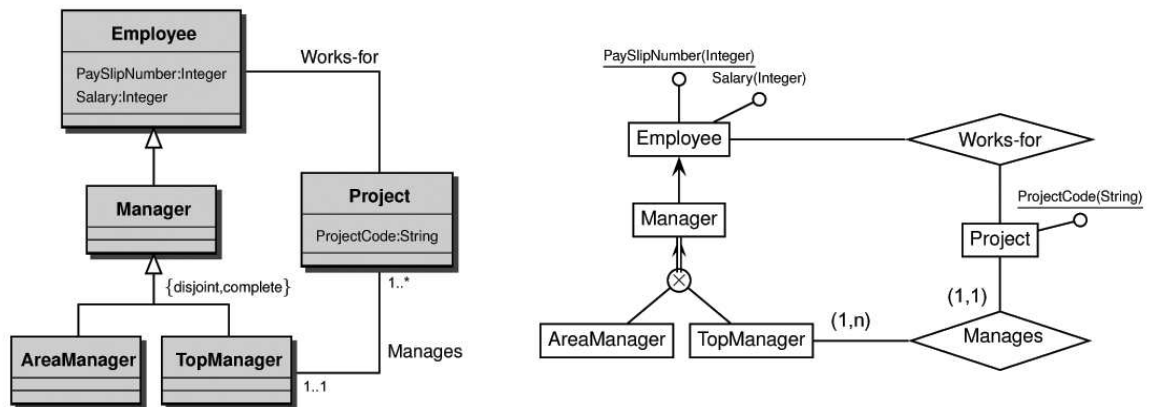 Employee
PaySlipNumber:Integer
Salary:Integer
Works-for
Manager
Project
ProjectCode:String
{disjoint,complete}
1..*
AreaManager
TopManager
Manages
1..1
PaySlipNumber(Integer)
Salary(Integer)
Employee
Works-for
ProjectCode(String)
Manager
Project
(1,1)
(1,n)
AreaManager
TopManager
Manages